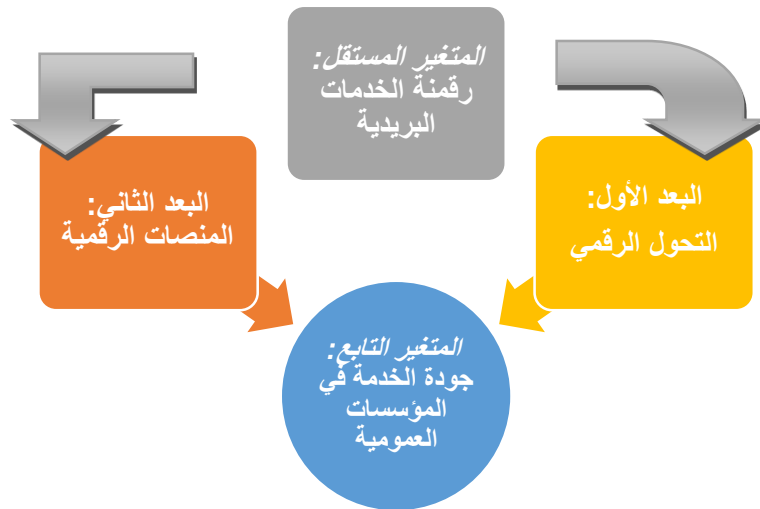 المتغير المستقل:
رقمنة الخدمات
البريدية
البعد الأول:
التحول الرقمي
البعد الثاني:
المنصات الرقمية
المتغير التابع:
جودة الخدمة في
المؤسسات
العمومية